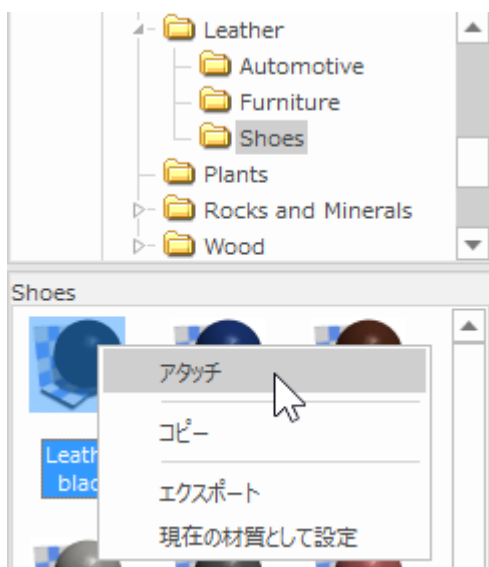 Leather
Automotive
Furniture
Shoes
Plants
Rocks and Minerals
Wood
Shoes
アタッチ
コピー
エクスポート
現在の材質として設定